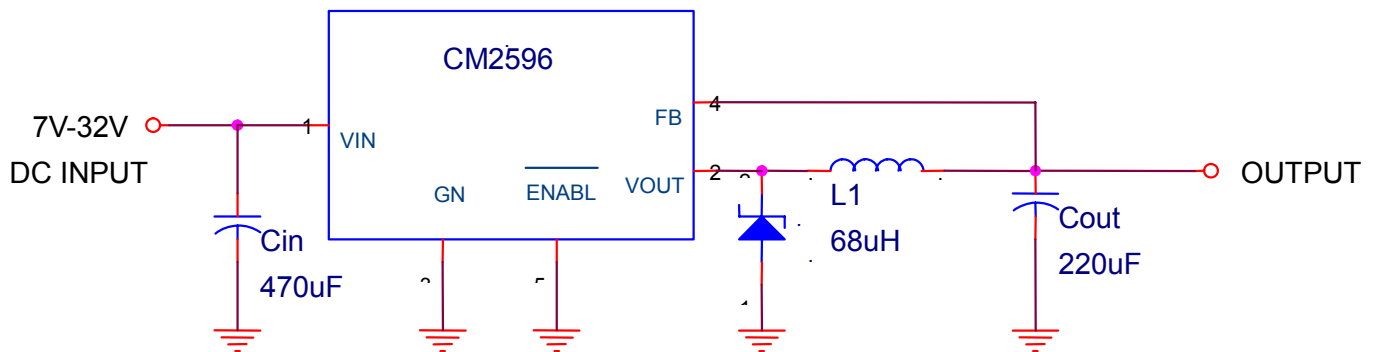 CM2596
7V-32V
DC INPUT
1
VIN
FB
4
VOUT
2
GN
ENABL
OUTPUT
L1
68uH
Cin
470uF
Cout
220uF